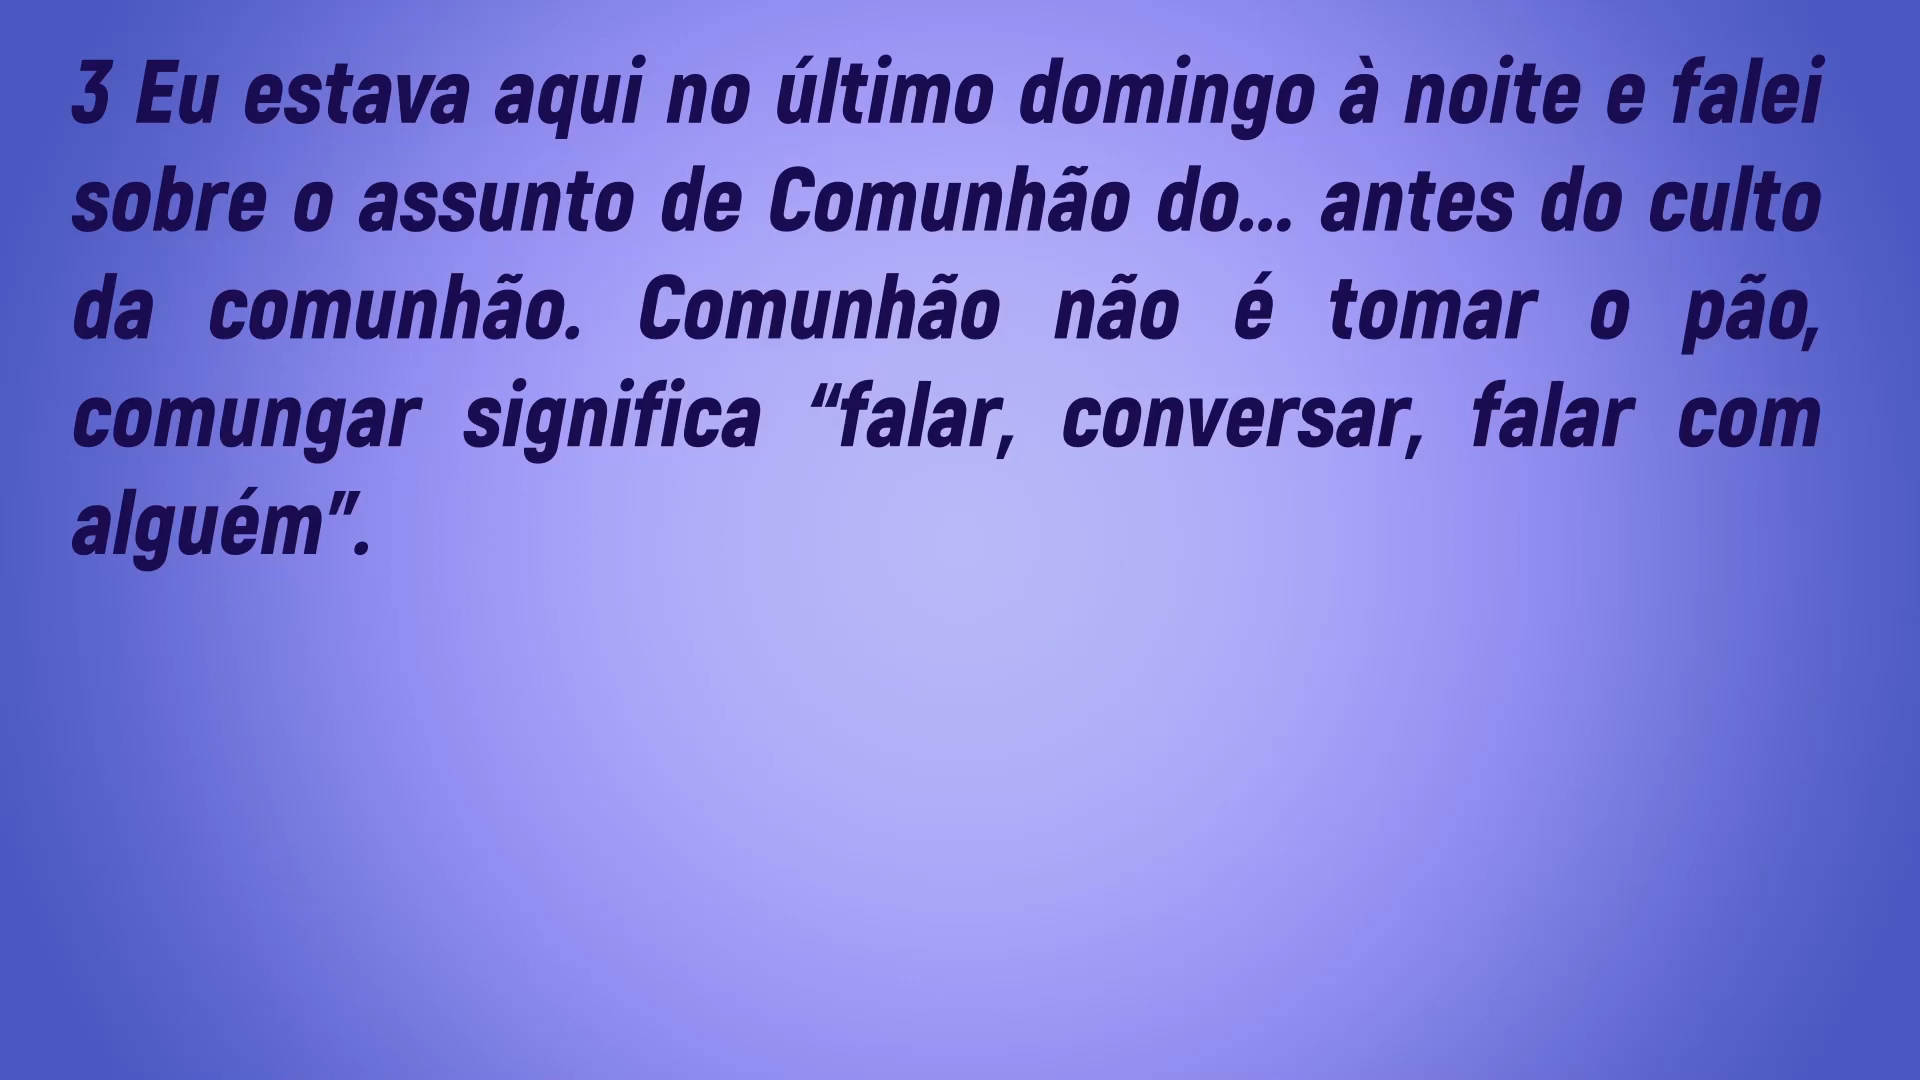 3 Eu estava aqui no último domingo à noite e falei
sobre o assunto de Comunhão do... antes do culto
da comunhão. Comunhão não é tomar o pão,
comungar significa “falar, conversar, falar com
alguém”.